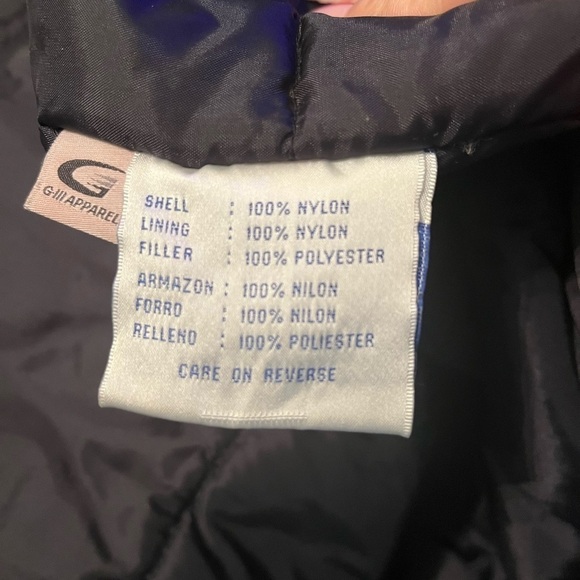 G-III APPAREL
SHELL : 100% NYLON
LINING : 100% NYLON
FILLER : 100% POLYESTER
ARMAZON : 100% NILON
FORRO : 100% NILON
RELLENO : 100% POLIESTER
CARE ON REVERSE